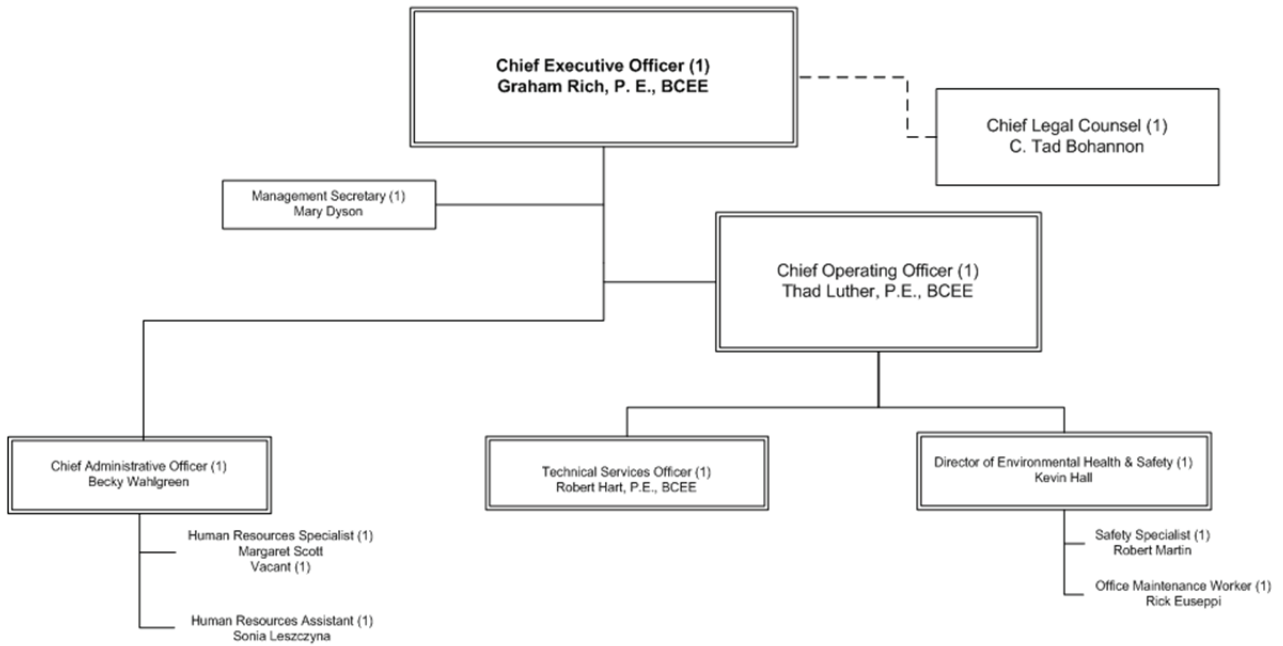 Chief Executive Officer (1)
Graham Rich, P. E., BCEE
Chief Legal Counsel (1)
C. Tad Bohannon
Management Secretary (1)
Mary Dyson
Chief Operating Officer (1)
Thad Luther, P.E., BCEE
Chief Administrative Officer (1)
Becky Wahlgreen
Technical Services Officer (1)
Robert Hart, P.E., BCEE
Director of Environmental Health & Safety (1)
Kevin Hall
Human Resources Specialist (1)
Margaret Scott
Vacant (1)
Human Resources Assistant (1)
Sonia Leszczyna
Safety Specialist (1)
Robert Martin
Office Maintenance Worker (1)
Rick Euseppi